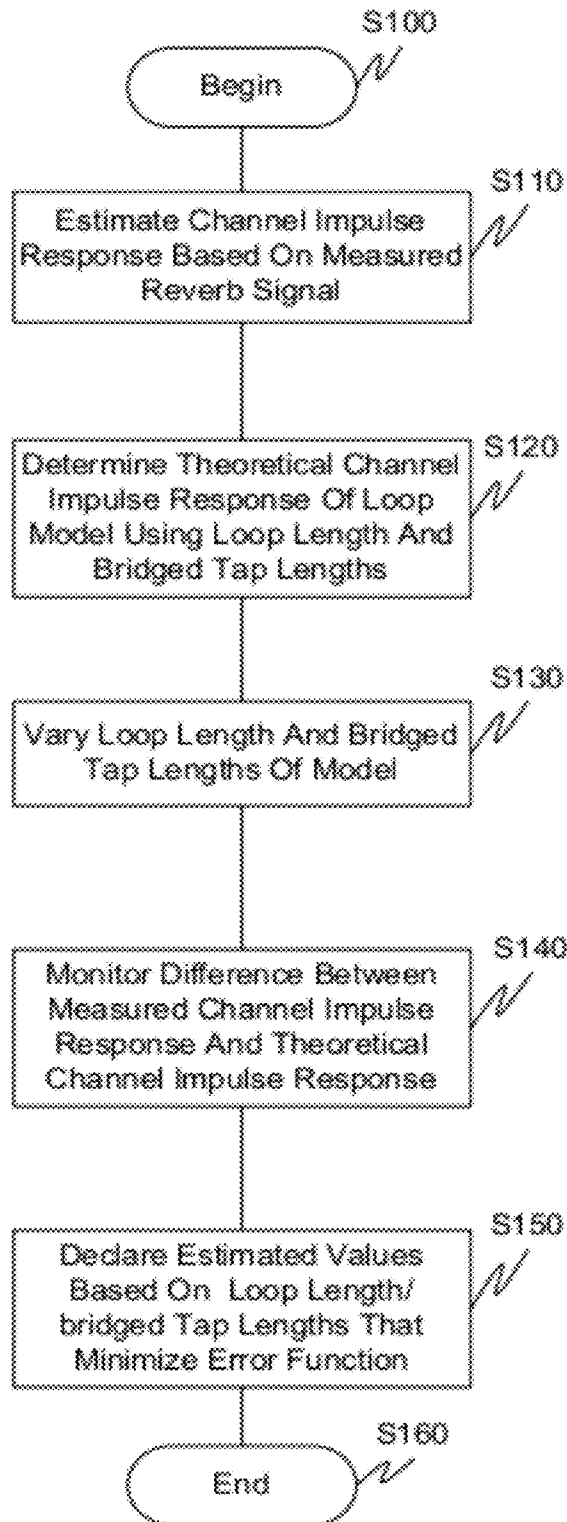 S100
Begin
S110
Estimate Channel Impulse
Response Based On Measured
Reverb Signal
S120
Determine Theoretical Channel
Impulse Response Of Loop
Model Using Loop Length And
Bridged Tap Lengths
S130
Vary Loop Length And Bridged
Tap Lengths Of Model
S140
Monitor Difference Between
Measured Channel Impulse
Response And Theoretical
Channel Impulse Response
S150
Declare Estimated Values
Based On Loop Length/
bridged Tap Lengths That
Minimize Error Function
S160
End